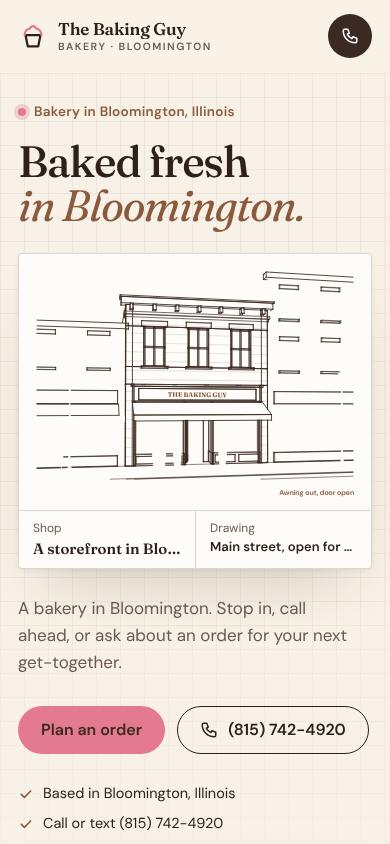 The Baking Guy
BAKERY · BLOOMINGTON
Bakery in Bloomington, Illinois
Baked fresh
in Bloomington.
THE BAKING GUY
Awning out, door open
Shop
A storefront in Blo...
Drawing
Main street, open for ...
A bakery in Bloomington. Stop in, call
ahead, or ask about an order for your next
get-together.
Plan an order
(815) 742-4920
Based in Bloomington, Illinois
Call or text (815) 742-4920